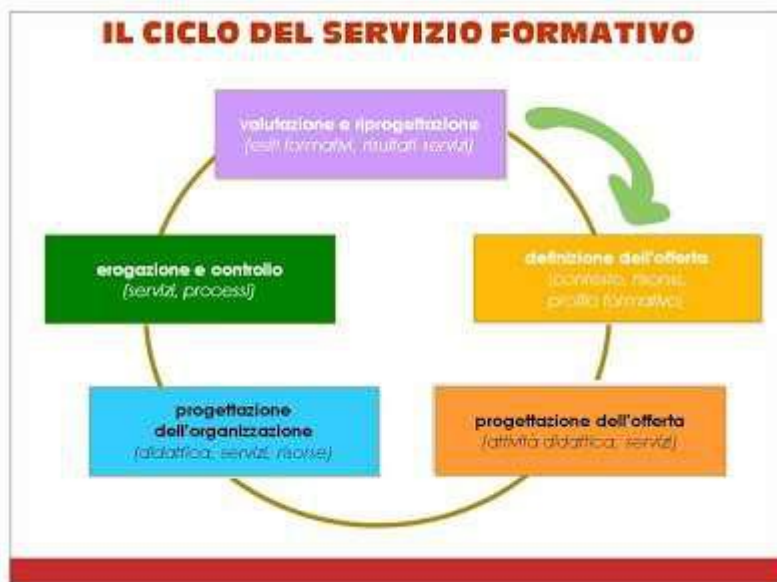 IL CICLO DEL SERVIZIO FORMATIVO
valutazione e riprogettazione
(esiti formativi, risultati servizi)
definizione dell'offerta
(contesto, risorse,
profilo formativo)
progettazione dell'offerta
(attività didattica, servizi)
progettazione
dell'organizzazione
(didattica, servizi, risorse)
erogazione e controllo
(servizi, processi)